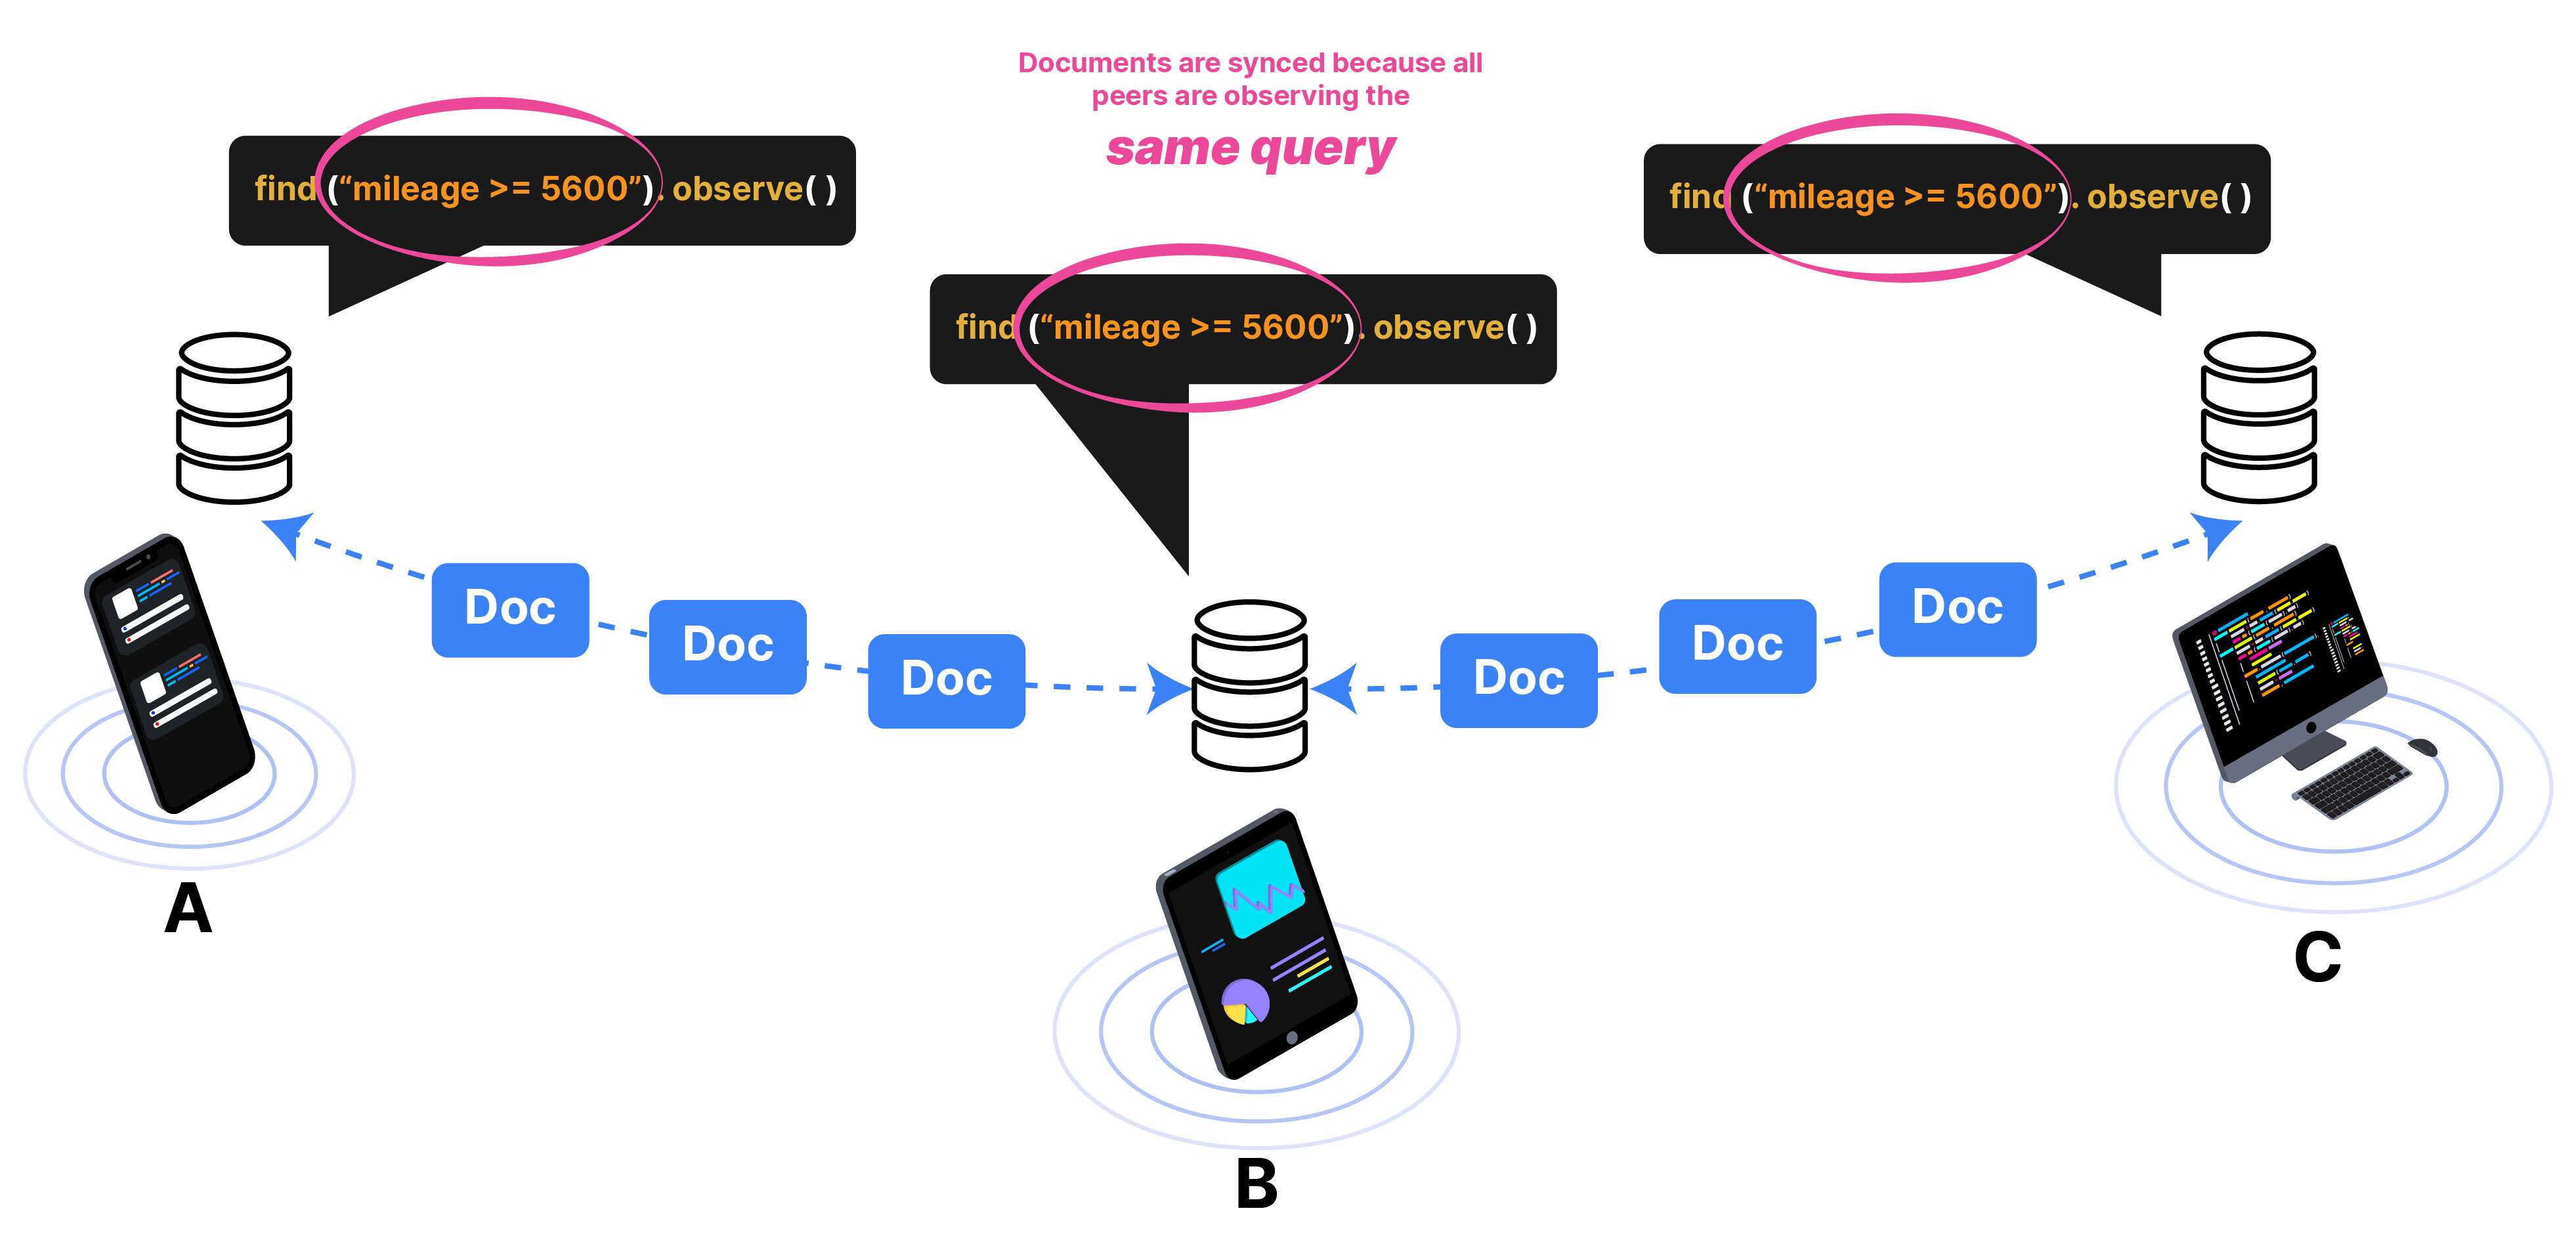 Documents are synced because all
peers are observing the
same query
find (“mileage >= 5600”). observe( )
find (“mileage >= 5600”). observe( )
find (“mileage >= 5600”). observe( )
Doc
Doc
Doc
Doc
Doc
Doc
A
B
C